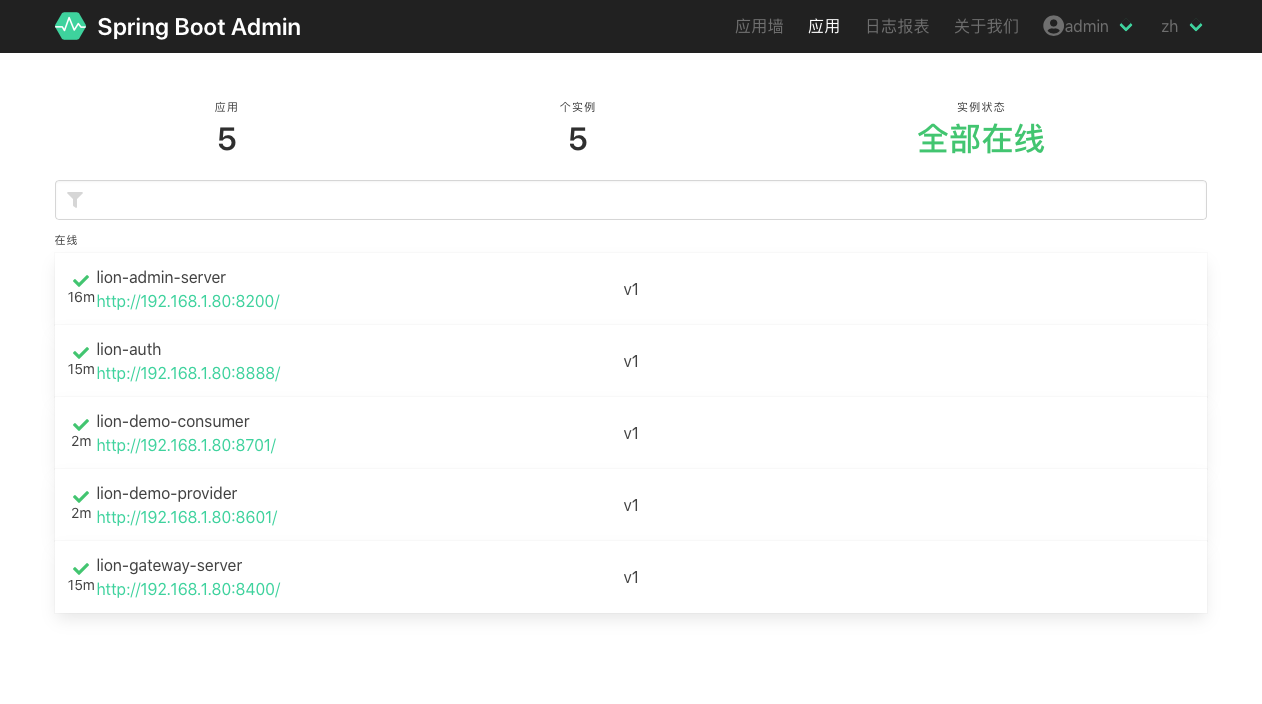 Spring Boot Admin 应用墙 应用 日志报表 关于我们 admin zh
应用 个实例 实例状态
5 5 全部在线
在线
lion-admin-server
16m http://192.168.1.80:8200/ v1
lion-auth
15m http://192.168.1.80:8888/ v1
lion-demo-consumer
2m http://192.168.1.80:8701/ v1
lion-demo-provider
2m http://192.168.1.80:8601/ v1
lion-gateway-server
15m http://192.168.1.80:8400/ v1